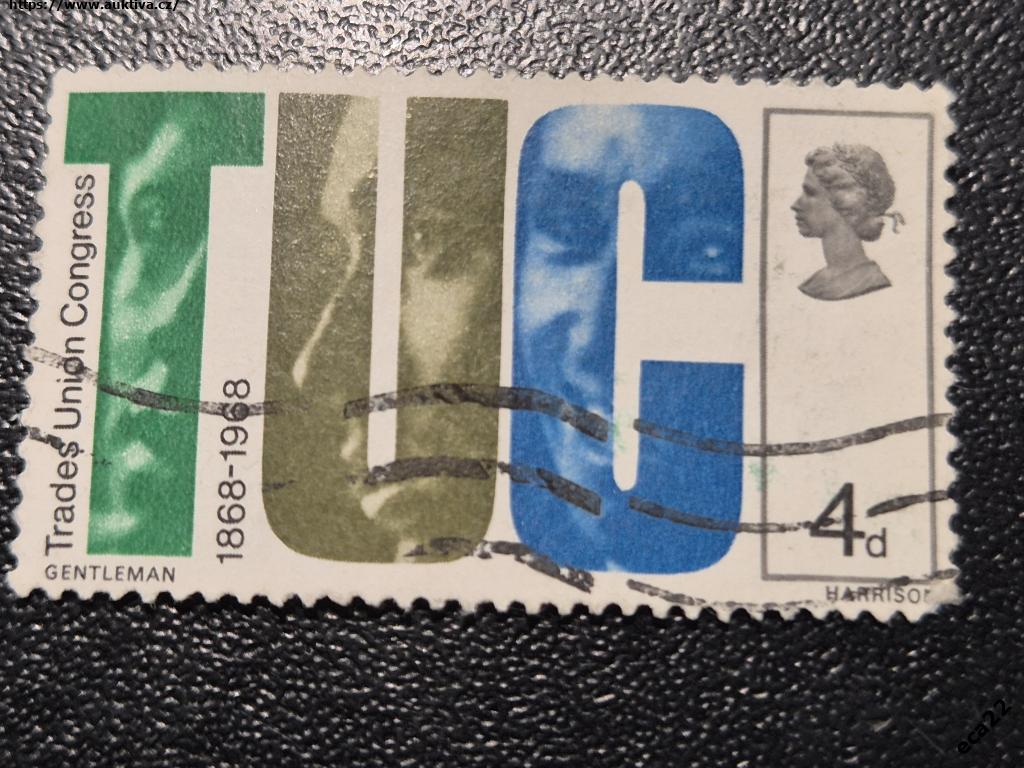 https://www.auktiva.cz/
TUC
Trades Union Congress
1868-1968
4d
GENTLEMAN
HARRISON
eca22